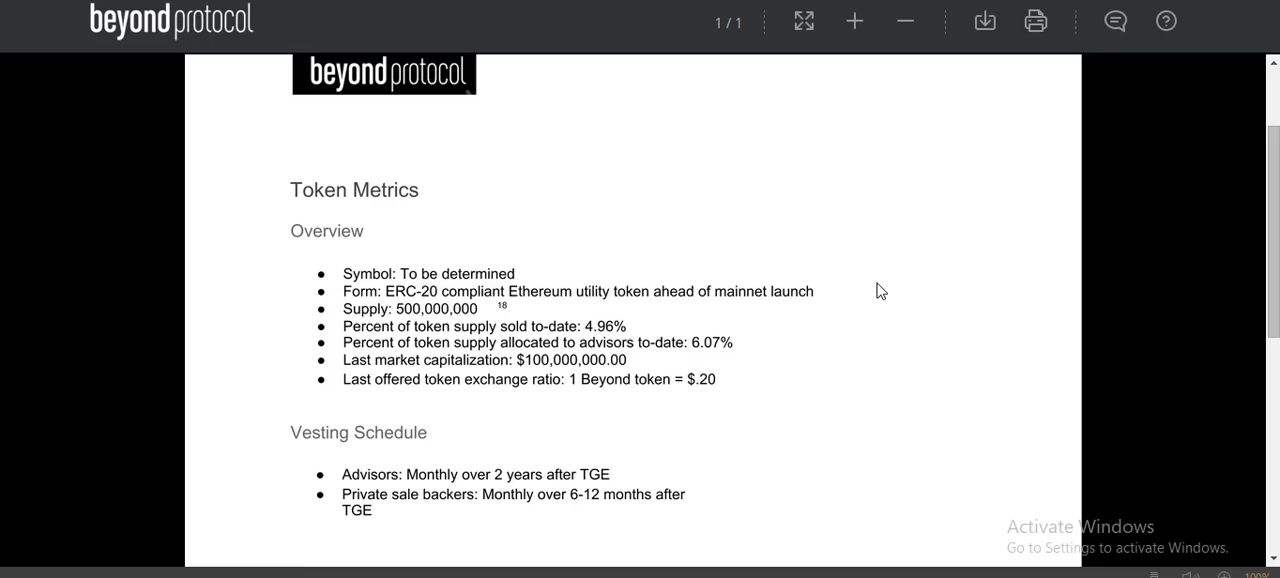 beyond protocol
1 / 1
beyond protocol
Token Metrics
Overview
● Symbol: To be determined
● Form: ERC-20 compliant Ethereum utility token ahead of mainnet launch
● Supply: 500,000,000 18
● Percent of token supply sold to-date: 4.96%
● Percent of token supply allocated to advisors to-date: 6.07%
● Last market capitalization: $100,000,000.00
● Last offered token exchange ratio: 1 Beyond token = $.20
Vesting Schedule
● Advisors: Monthly over 2 years after TGE
● Private sale backers: Monthly over 6-12 months after
TGE
Activate Windows
Go to Settings to activate Windows.
100%